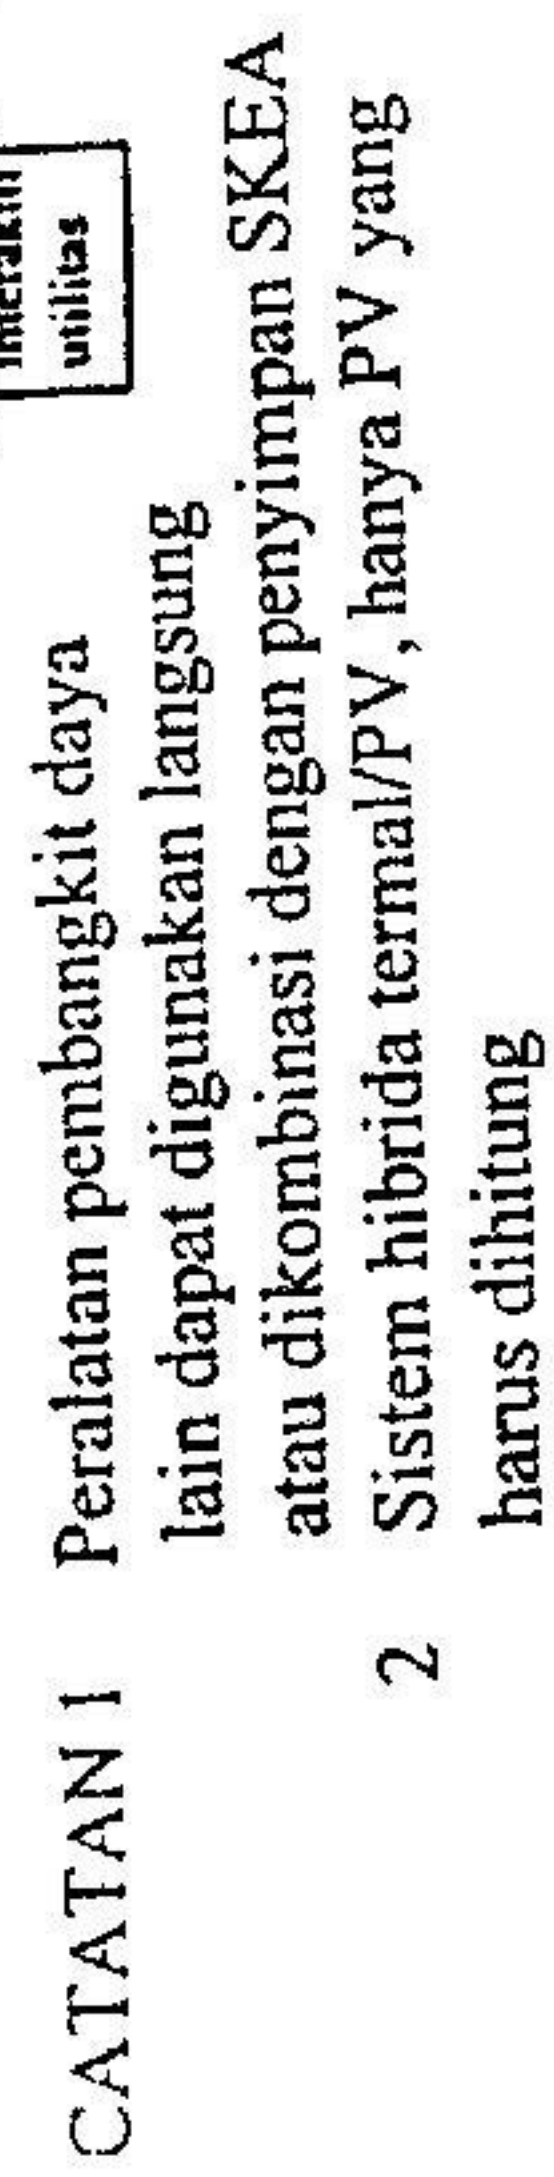 utilitas
CATATAN 1 Peralatan pembangkit daya
lain dapat digunakan langsung
atau dikombinasi dengan penyimpan SKEA
2 Sistem hibrida termal/PV, hanya PV yang
harus dihitung